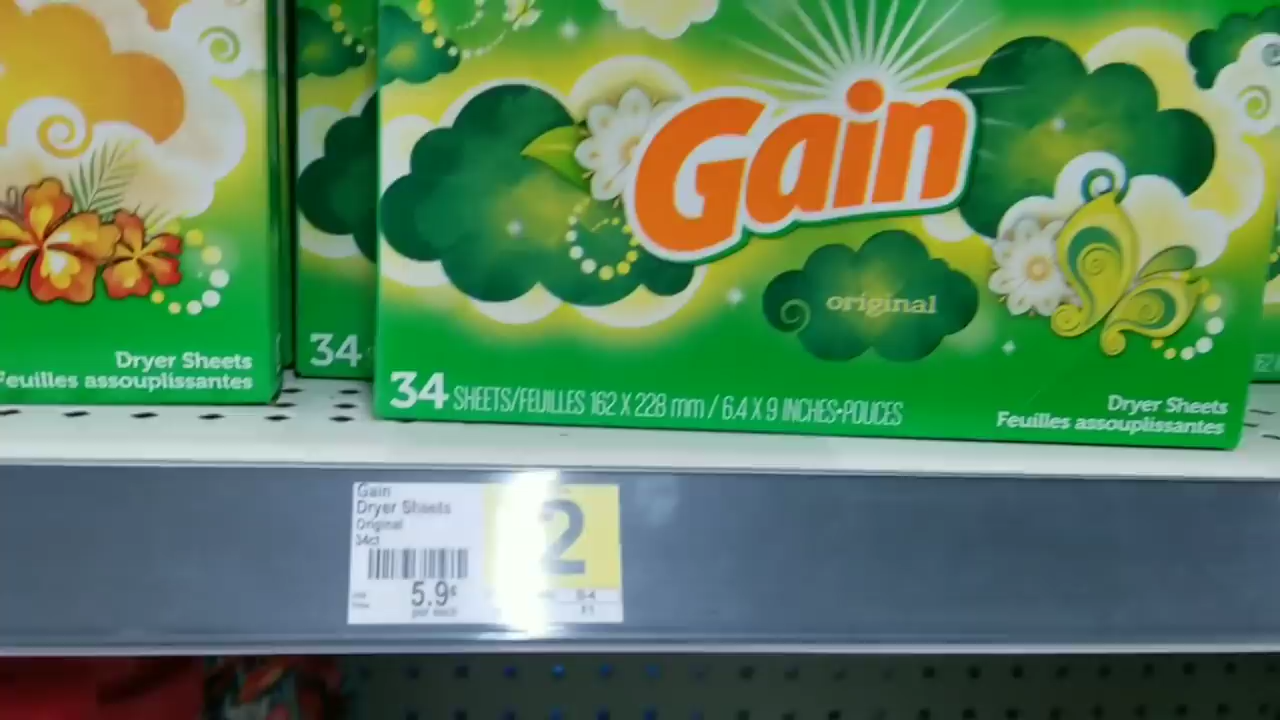 Gain
original
Dryer Sheets
Feuilles assouplissantes
34
34 SHEETS/FEUILLES 162 X 228 mm / 6.4 X 9 INCHES•POUCES
Dryer Sheets
Feuilles assouplissantes
Gain
Dryer Sheets
Original
34ct
2
5.9¢
per each